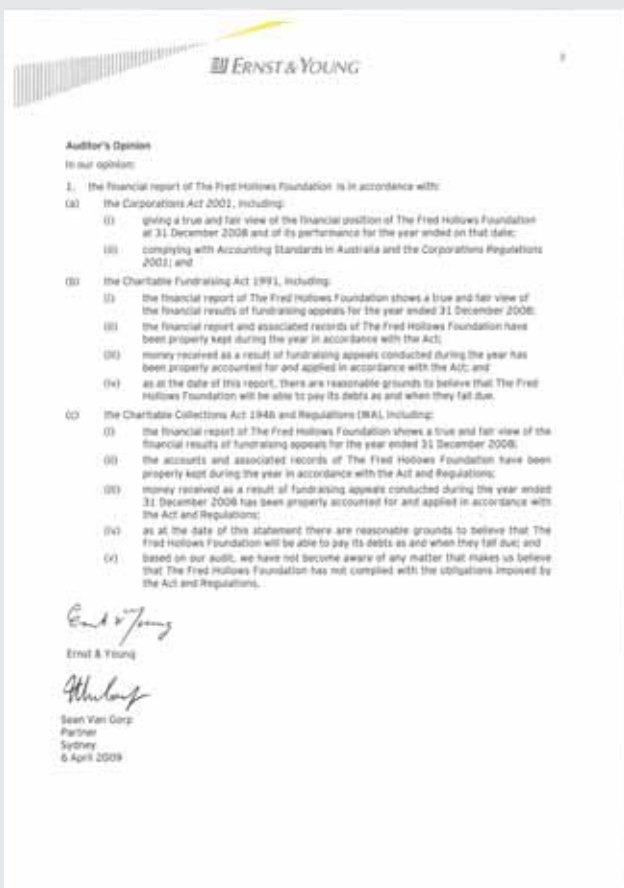 ERNST & YOUNG
Auditor's Opinion
In our opinion:
1. the financial report of The Fred Hollows Foundation is in accordance with:
(a) the Corporations Act 2001, including:
(i) giving a true and fair view of the financial position of The Fred Hollows Foundation
at 31 December 2008 and of its performance for the year ended on that date;
(ii) complying with Accounting Standards in Australia and the Corporations Regulations
2001; and
(b) the Charitable Fundraising Act 1991, including:
(i) the financial report of The Fred Hollows Foundation shows a true and fair view of
the financial results of fundraising appeals for the year ended 31 December 2008;
(ii) the financial report and associated records of The Fred Hollows Foundation have
been properly kept during the year in accordance with the Act;
(iii) money received as a result of fundraising appeals conducted during the year has
been properly accounted for and applied in accordance with the Act; and
(iv) as at the date of this report, there are reasonable grounds to believe that The Fred
Hollows Foundation will be able to pay its debts as and when they fall due.
(c) the Charitable Collections Act 1946 and Regulations (WA), including:
(i) the financial report of The Fred Hollows Foundation shows a true and fair view of the
financial results of fundraising appeals for the year ended 31 December 2008;
(ii) the accounts and associated records of The Fred Hollows Foundation have been
properly kept during the year in accordance with the Act and Regulations;
(iii) money received as a result of fundraising appeals conducted during the year ended
31 December 2008 has been properly accounted for and applied in accordance with
the Act and Regulations;
(iv) as at the date of this statement there are reasonable grounds to believe that The
Fred Hollows Foundation will be able to pay its debts as and when they fall due; and
(v) based on our audit, we have not become aware of any matter that makes us believe
that The Fred Hollows Foundation has not complied with the obligations imposed by
the Act and Regulations.
Ernst & Young
Ernst & Young
Sean Van Gorp
Partner
Sydney
6 April 2009